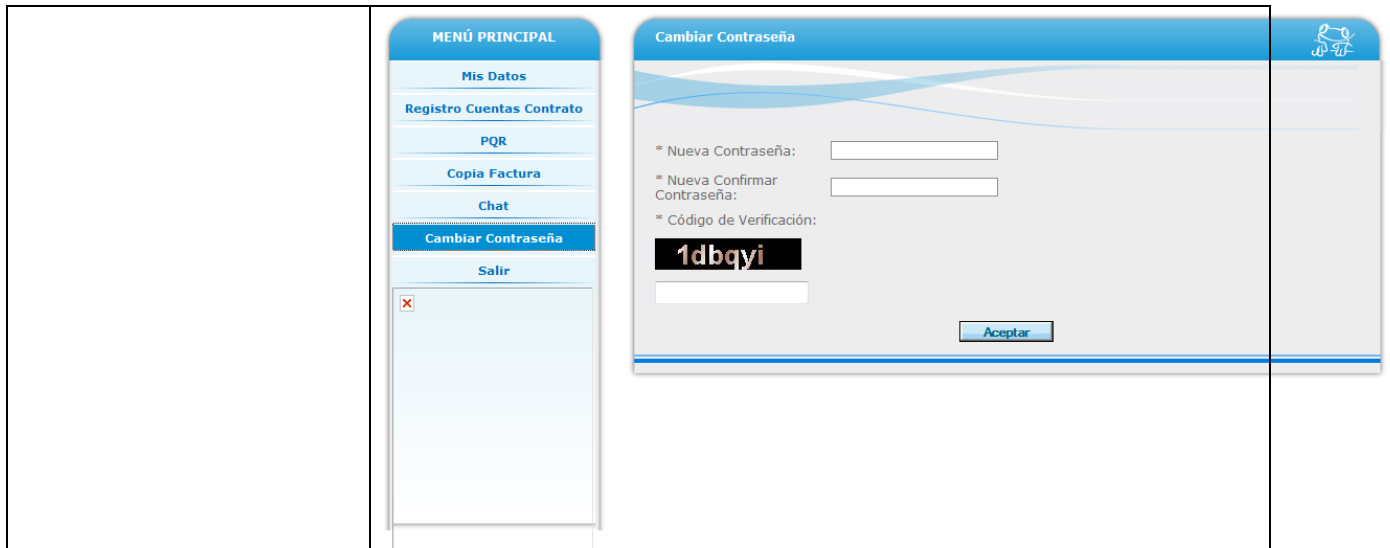 MENÚ PRINCIPAL
Mis Datos
Registro Cuentas Contrato
PQR
Copia Factura
Chat
Cambiar Contraseña
Salir
Cambiar Contraseña
* Nueva Contraseña:
* Nueva Confirmar
Contraseña:
* Código de Verificación:
1dbqyi
Aceptar